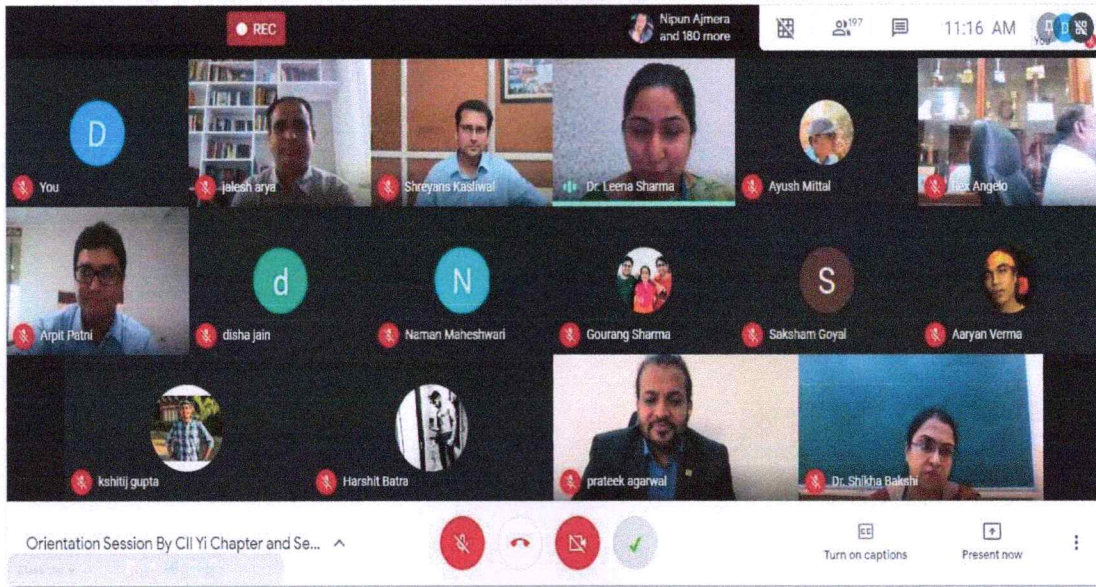 REC
Nipun Ajmera
and 180 more
197
11:16 AM
You
D
D
You
jalesh arya
Shreyans Kasliwal
Dr. Leena Sharma
Ayush Mittal
Rex Angelo
Arpit Patni
d
disha jain
N
Naman Maheshwari
Gourang Sharma
S
Saksham Goyal
Aaryan Verma
kshitij gupta
Harshit Batra
prateek agarwal
Dr. Shikha Bakshi
Orientation Session By CII Yi Chapter and Se...
CC
Turn on captions
Present now